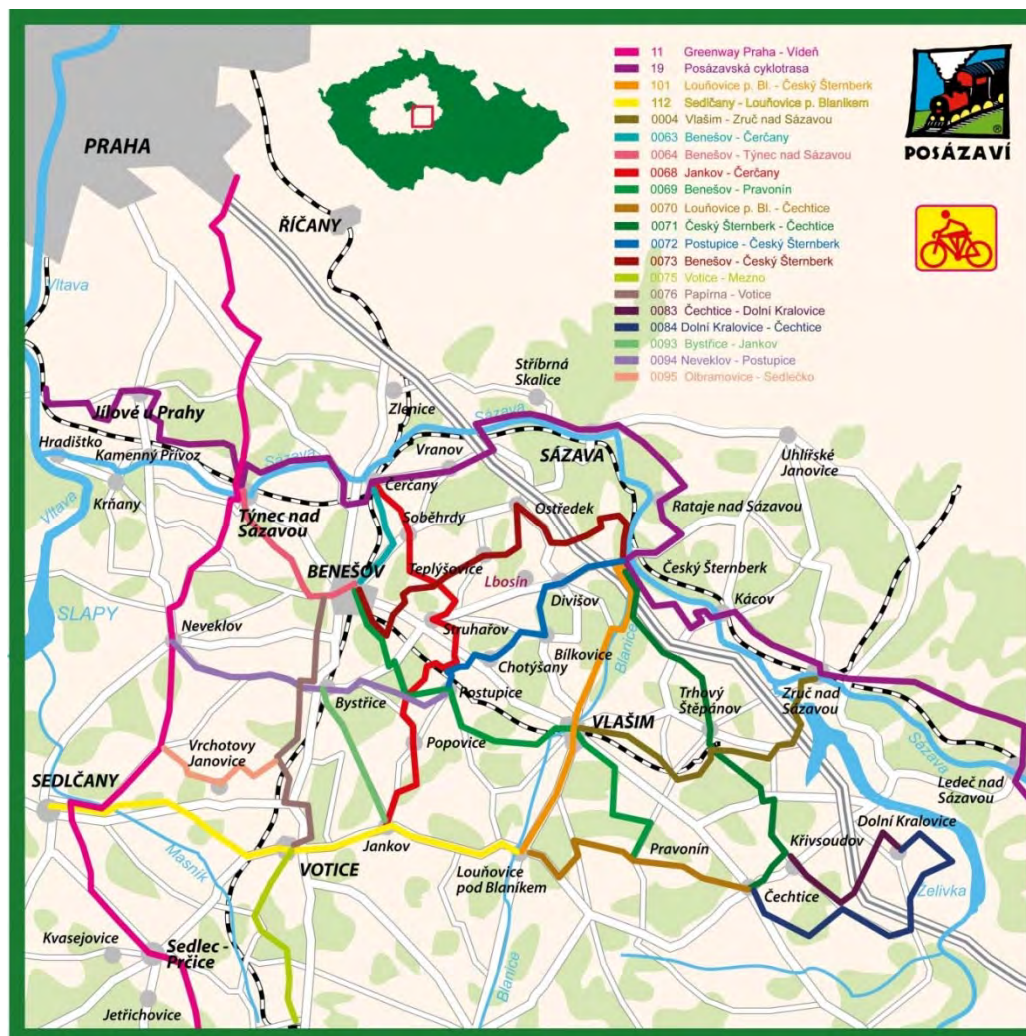 11 Greenway Praha - Vídeň
19 Posázavská cyklotrasa
101 Louňovice p. Bl. - Český Šternberk
112 Sedlčany - Louňovice p. Blaníkem
0004 Vlašim - Zruč nad Sázavou
0063 Benešov - Čerčany
0064 Benešov - Týnec nad Sázavou
0068 Jankov - Čerčany
0069 Benešov - Pravonín
0070 Louňovice p. Bl. - Čechtice
0071 Český Šternberk - Čechtice
0072 Postupice - Český Šternberk
0073 Benešov - Český Šternberk
0075 Votice - Mezno
0076 Papírna - Votice
0083 Čechtice - Dolní Kralovice
0084 Dolní Kralovice - Čechtice
0093 Bystřice - Jankov
0094 Neveklov - Postupice
0095 Olbramovice - Sedlečko
POSÁZAVÍ
®
PRAHA
ŘÍČANY
Vltava
Stříbrná
Skalice
Zlenice
Sázava
Jílové u Prahy
Hradištko
Kamenný Přívoz
Sázava
Vranov
SÁZAVA
Uhlířské
Janovice
Krňany
Čerčany
Vltava
Týnec nad
Sázavou
Soběhrdy
Ostředek
Rataje nad Sázavou
BENEŠOV
Teplýšovice
Lbosín
Český Šternberk
Kácov
SLAPY
Divišov
Neveklov
Struhařov
Bílkovice
Blanice
Chotýšany
Zruč nad
Sázavou
Bystřice
Postupice
Trhový
Štěpánov
VLAŠIM
Vrchotovy
Janovice
Popovice
Sázava
SEDLČANY
Ledeč nad
Sázavou
Dolní Kralovice
Mastník
VOTICE
Jankov
Louňovice
pod Blaníkem
Pravonín
Křivsoudov
Čechtice
Želivka
Kvasejovice
Sedlec -
Prčice
Blanice
Jetřichovice